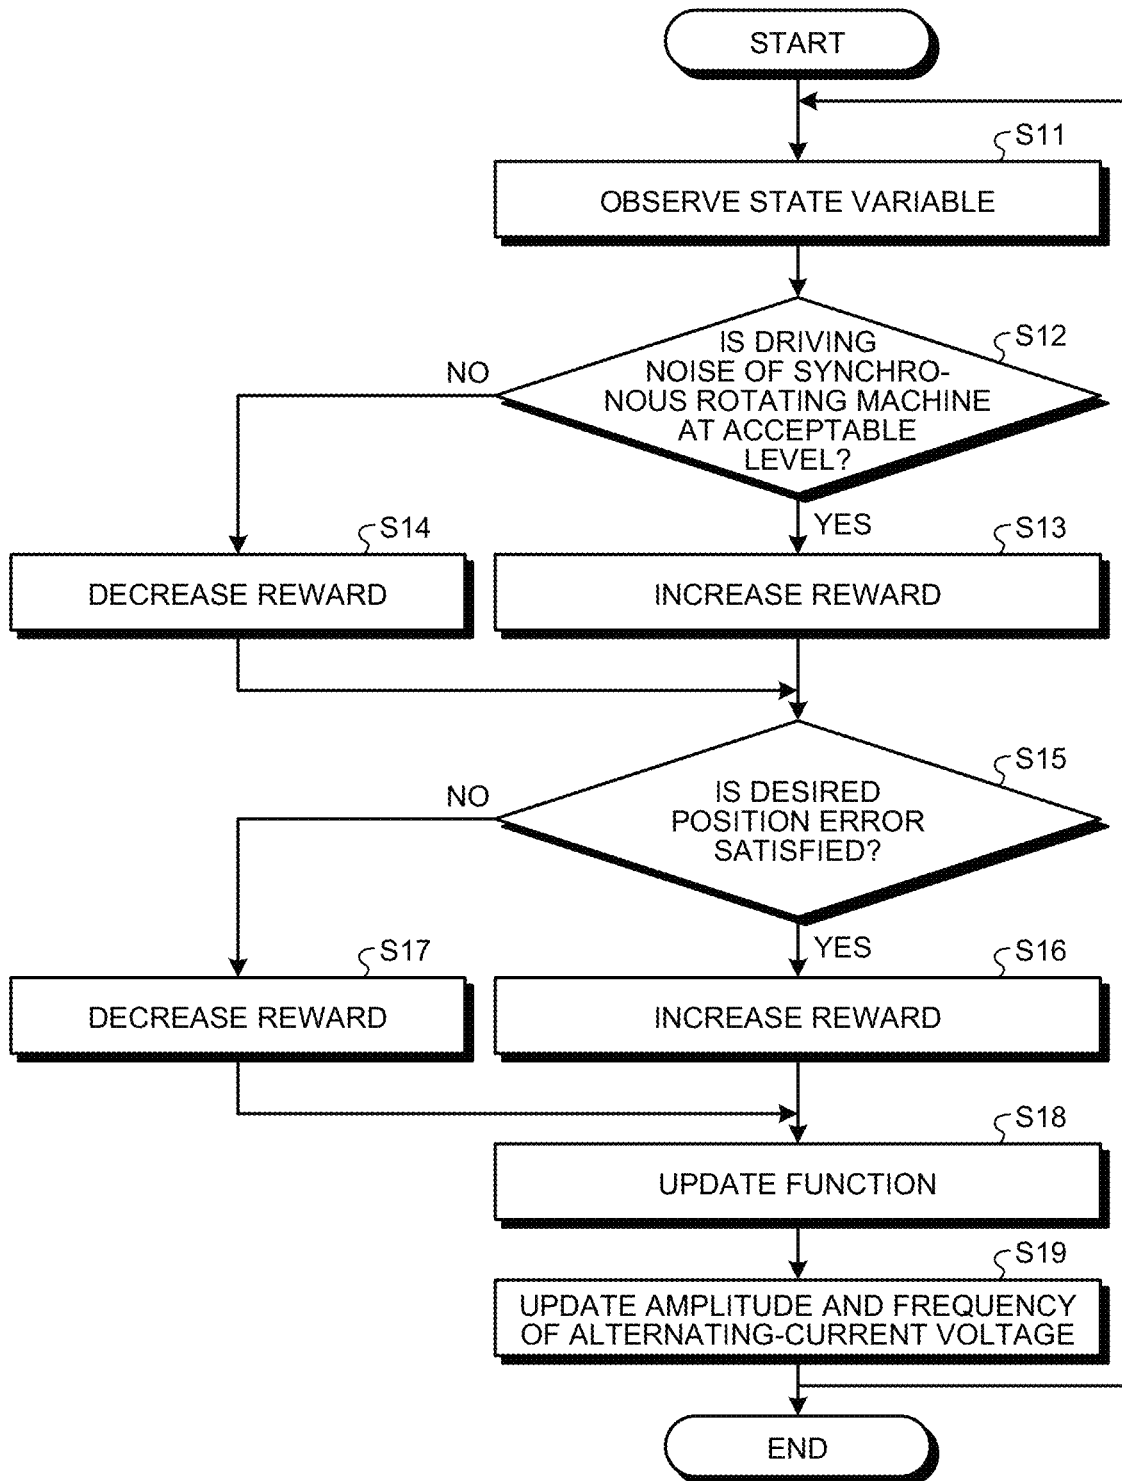 START
S11
OBSERVE STATE VARIABLE
S12
IS DRIVING
NOISE OF SYNCHRO-
NOUS ROTATING MACHINE
AT ACCEPTABLE
LEVEL?
NO
YES
S14
DECREASE REWARD
S13
INCREASE REWARD
S15
IS DESIRED
POSITION ERROR
SATISFIED?
NO
YES
S17
DECREASE REWARD
S16
INCREASE REWARD
S18
UPDATE FUNCTION
S19
UPDATE AMPLITUDE AND FREQUENCY
OF ALTERNATING-CURRENT VOLTAGE
END